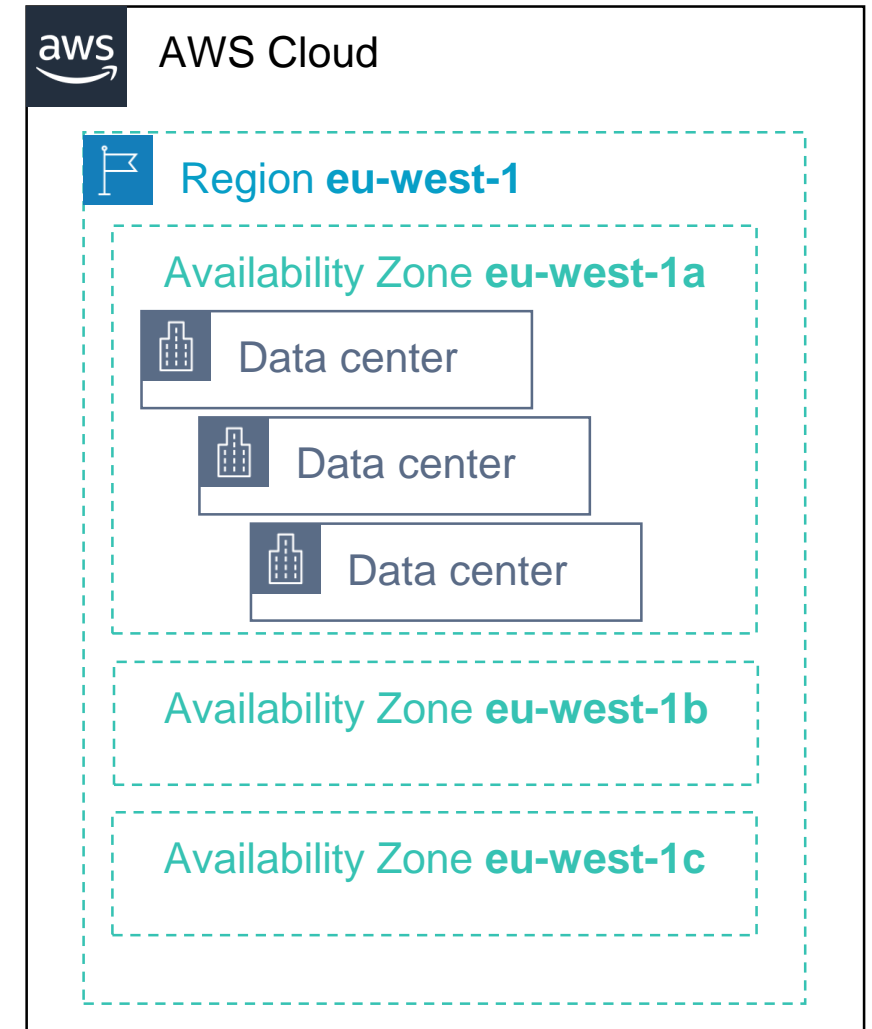 aws
AWS Cloud
Region eu-west-1
Availability Zone eu-west-1a
Data center
Data center
Data center
Availability Zone eu-west-1b
Availability Zone eu-west-1c